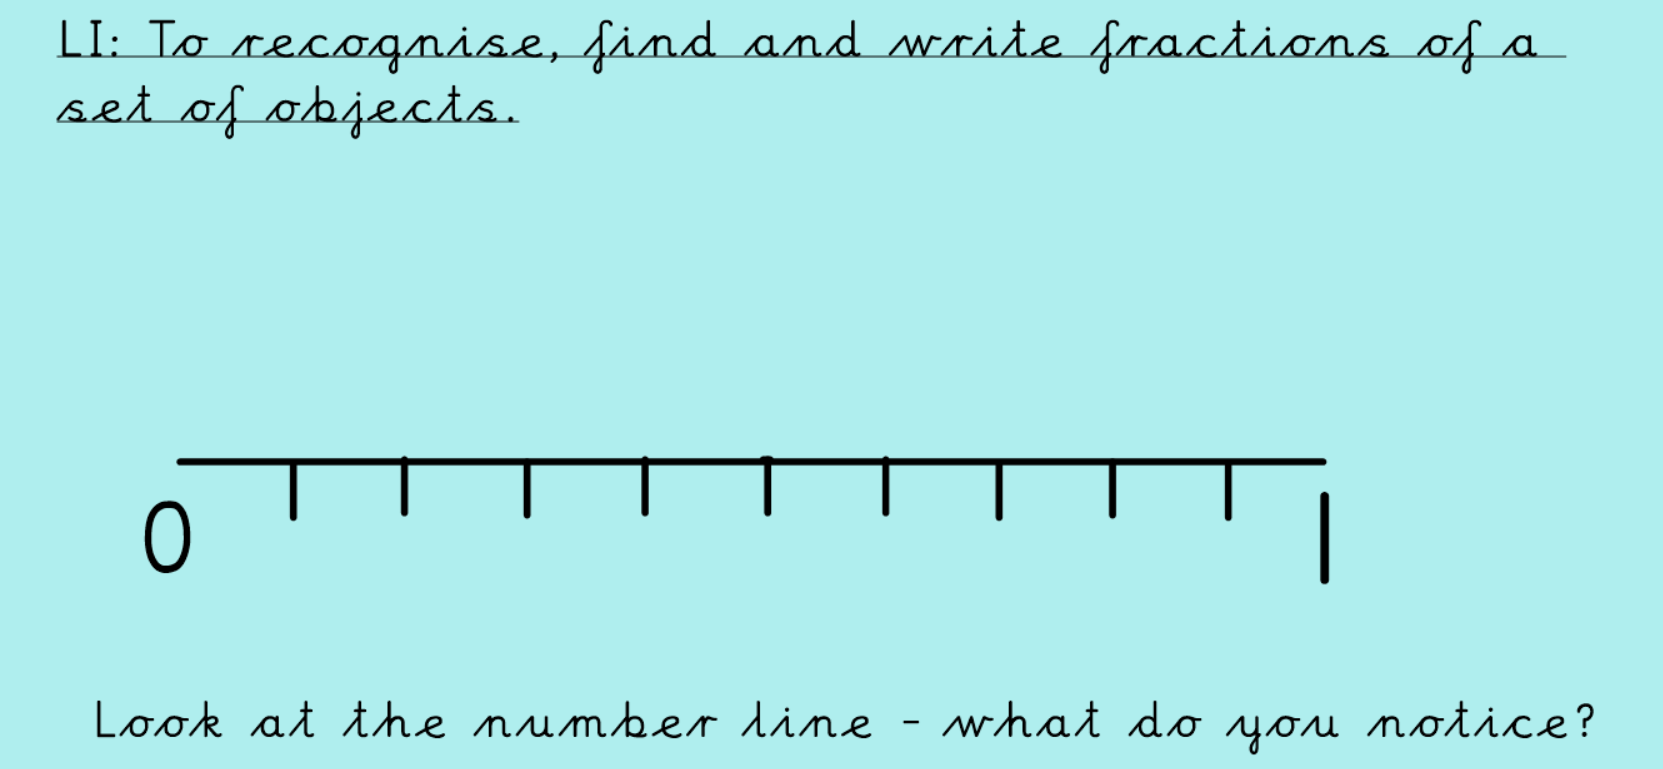 LI: To recognise, find and write fractions of a
set of objects.
0 1
Look at the number line - what do you notice?